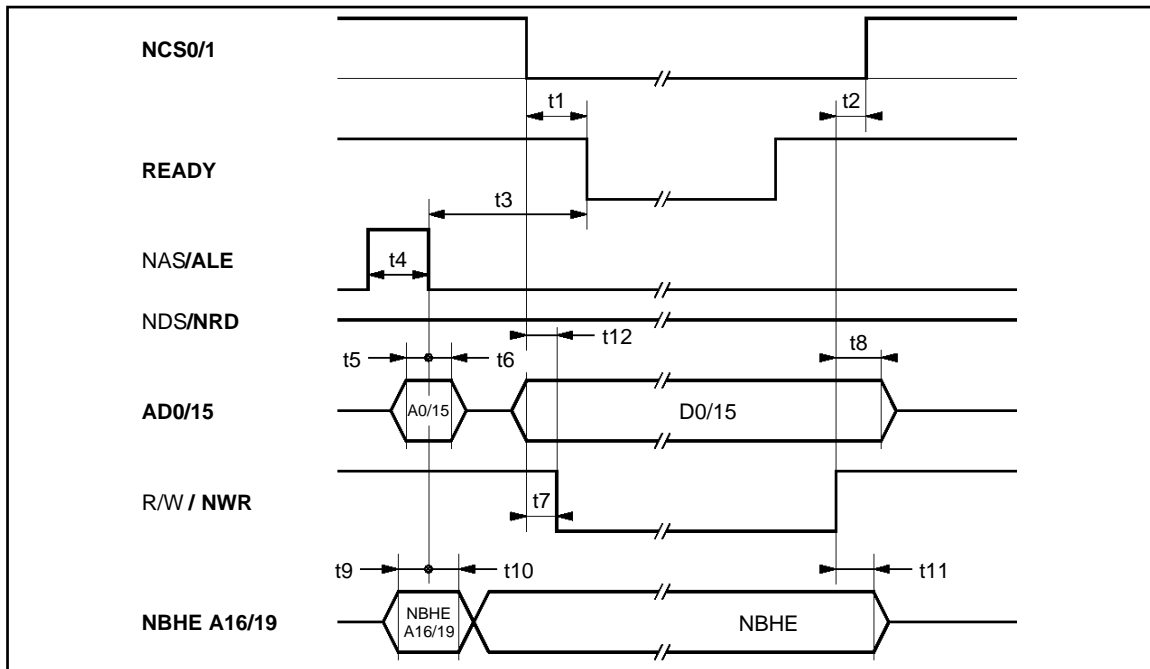 NCS0/1
t1
t2
READY
t3
NAS/ALE
t4
NDS/NRD
t12
t5
t6
t8
AD0/15
A0/15
D0/15
R/W / NWR
t7
t9
t10
t11
NBHE A16/19
NBHE
A16/19
NBHE